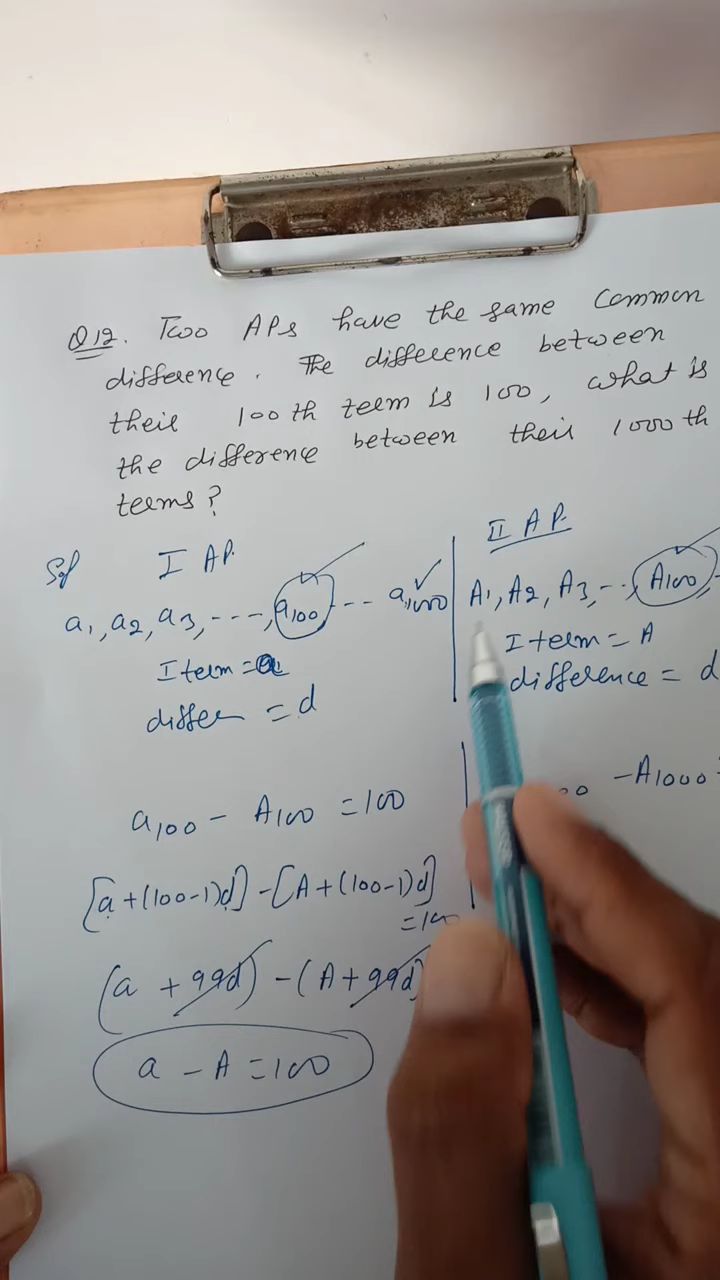 Q12. Two APs have the same Common
difference. The difference between
their 100th term is 100, what is
the difference between their 1000th
terms?
Sol I AP.
a1, a2, a3, ----, a100 --- a1000
I term = a
differ = d
II AP.
A1, A2, A3, --, A100,
I term = A
difference = d
a100 - A100 = 100
[a+(100-1)d] - [A+(100-1)d]
= 100
(a + 99d) - (A + 99d)
a - A = 100
- A1000